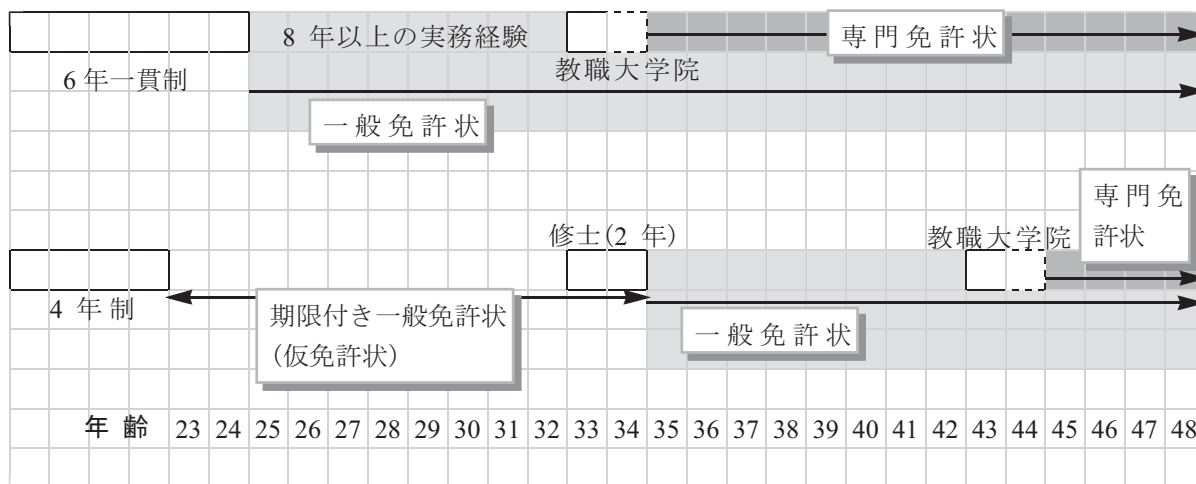 8 年以上の実務経験
専門免許状
6 年一貫制
教職大学院
一般免許状
専門免
許状
修士(2 年)
教職大学院
4 年制
期限付き一般免許状
(仮免許状)
一般免許状
年齢 23 24 25 26 27 28 29 30 31 32 33 34 35 36 37 38 39 40 41 42 43 44 45 46 47 48